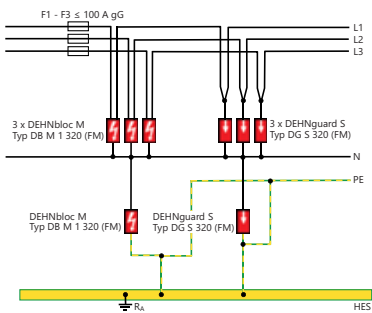 F1 - F3 ≤ 100 A gG
L1
L2
L3
3 x DEHNbloc M
Typ DB M 1 320 (FM)
3 x DEHNguard S
Typ DG S 320 (FM)
N
PE
DEHNbloc M
Typ DB M 1 320 (FM)
DEHNguard S
Typ DG S 320 (FM)
RA
HES